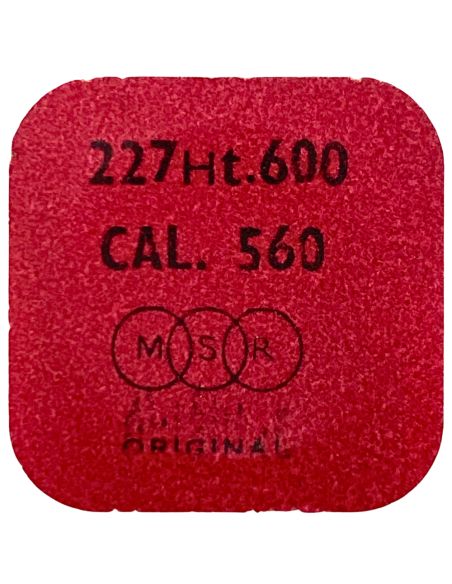 227Ht.600
CAL. 560
M S R
ORIGINAL